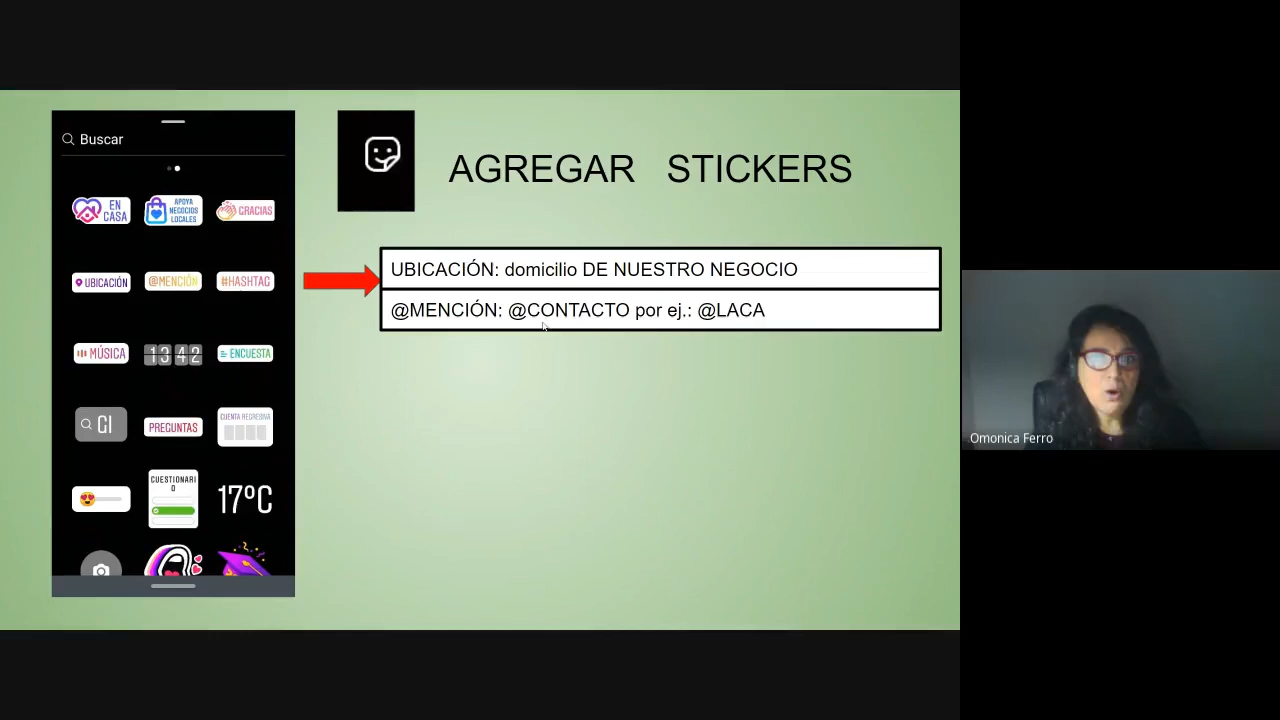 Buscar
AGREGAR STICKERS
EN
CASA
APOYA
NEGOCIOS
LOCALES
GRACIAS
UBICACIÓN
@MENCIÓN
#HASHTAG
UBICACIÓN: domicilio DE NUESTRO NEGOCIO
@MENCIÓN: @CONTACTO por ej.: @LACA
MÚSICA
13 42
ENCUESTA
GI
PREGUNTAS
CUENTA REGRESIVA
CUESTIONARI
O
17°C
Omonica Ferro